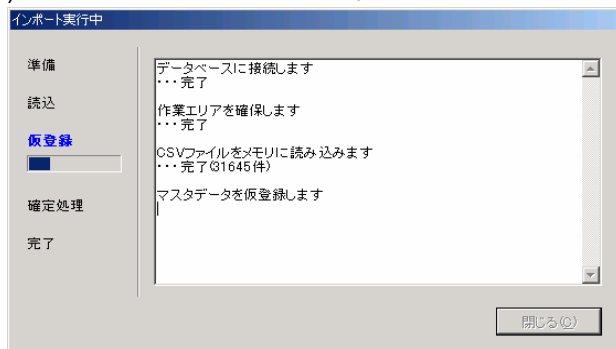 インポート実行中
準備
読込
仮登録
確定処理
完了
データベースに接続します
・・・完了
作業エリアを確保します
・・・完了
CSVファイルをメモリに読み込みます
・・・完了(31645件)
マスタデータを仮登録します
閉じる(C)